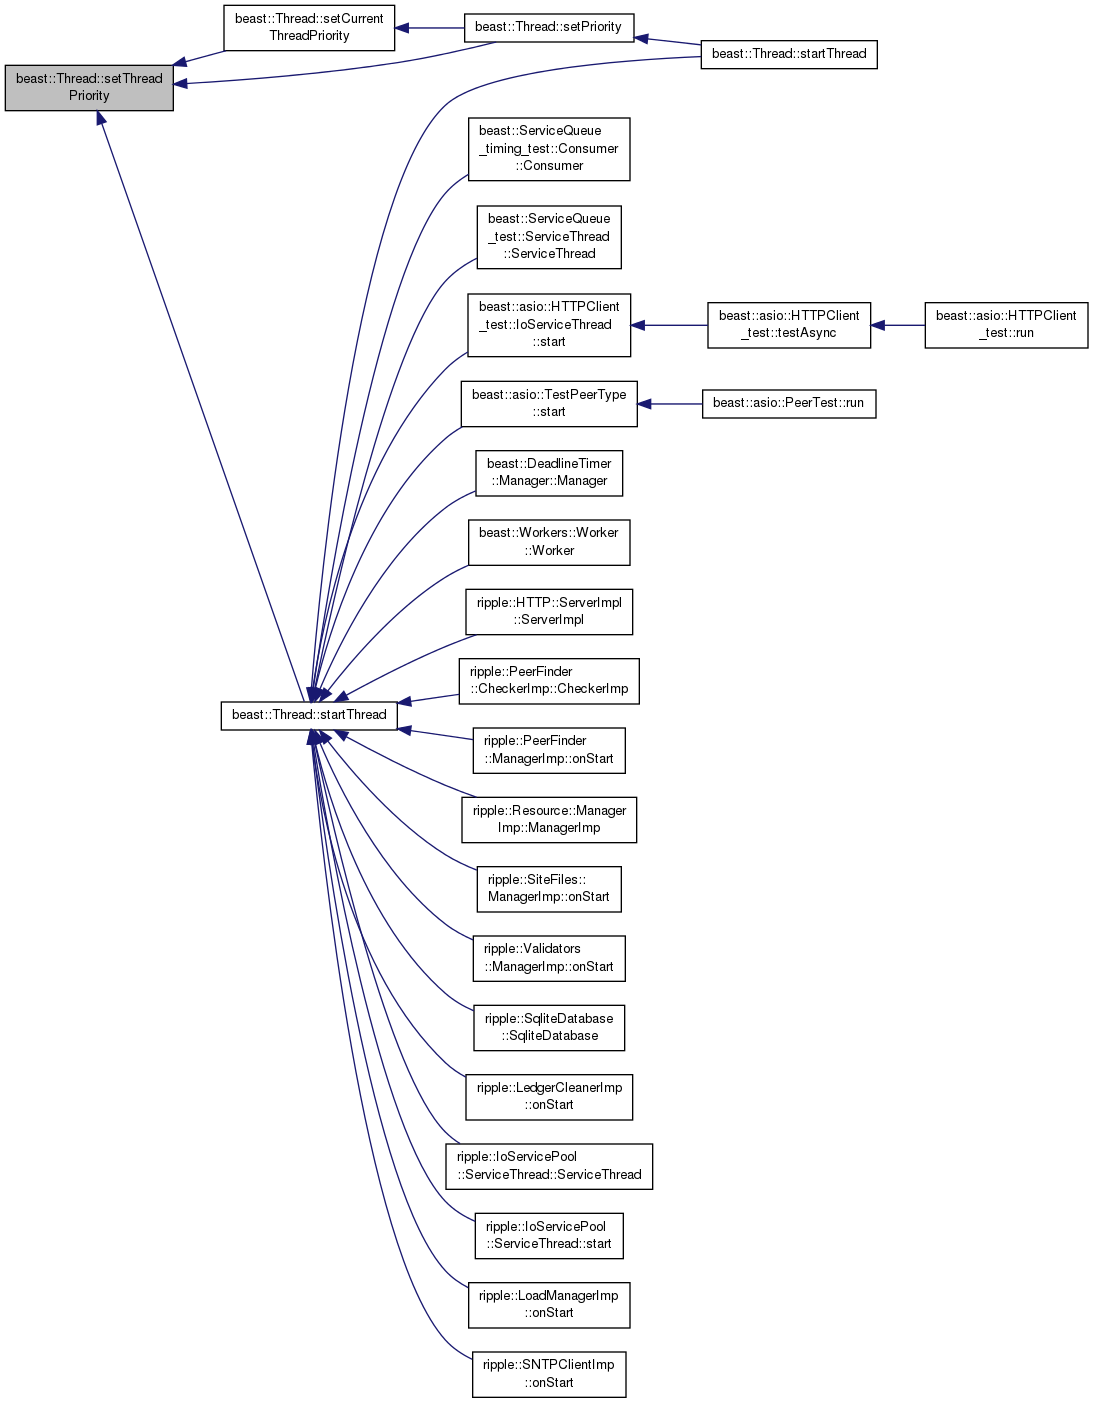 beast::Thread::setCurrent
ThreadPriority
beast::Thread::setPriority
beast::Thread::startThread
beast::Thread::setThread
Priority
beast::ServiceQueue
_timing_test::Consumer
::Consumer
beast::ServiceQueue
_test::ServiceThread
::ServiceThread
beast::asio::HTTPClient
_test::IoServiceThread
::start
beast::asio::HTTPClient
_test::testAsync
beast::asio::HTTPClient
_test::run
beast::asio::TestPeerType
::start
beast::asio::PeerTest::run
beast::DeadlineTimer
::Manager::Manager
beast::Workers::Worker
::Worker
ripple::HTTP::ServerImpl
::ServerImpl
ripple::PeerFinder
::CheckerImp::CheckerImp
beast::Thread::startThread
ripple::PeerFinder
::ManagerImp::onStart
ripple::Resource::Manager
Imp::ManagerImp
ripple::SiteFiles::
ManagerImp::onStart
ripple::Validators
::ManagerImp::onStart
ripple::SqliteDatabase
::SqliteDatabase
ripple::LedgerCleanerImp
::onStart
ripple::IoServicePool
::ServiceThread::ServiceThread
ripple::IoServicePool
::ServiceThread::start
ripple::LoadManagerImp
::onStart
ripple::SNTPClientImp
::onStart